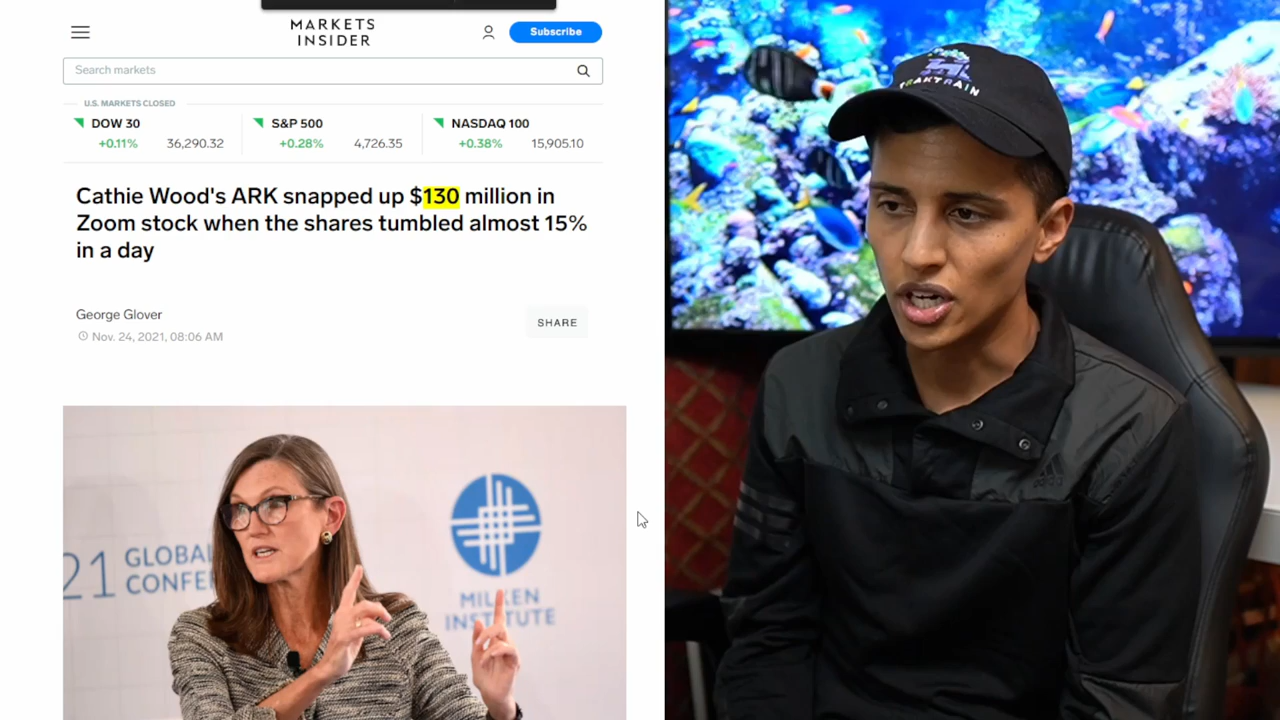 MARKETS
INSIDER
Subscribe
Search markets
U.S. MARKETS CLOSED
DOW 30
+0.11% 36,290.32
S&P 500
+0.28% 4,726.35
NASDAQ 100
+0.38% 15,905.10
Cathie Wood's ARK snapped up $130 million in
Zoom stock when the shares tumbled almost 15%
in a day
George Glover
Nov. 24, 2021, 08:06 AM
SHARE
21 GLOBAL
CONFE
MILKEN
INSTITUTE
TRAKTRAIN
adidas